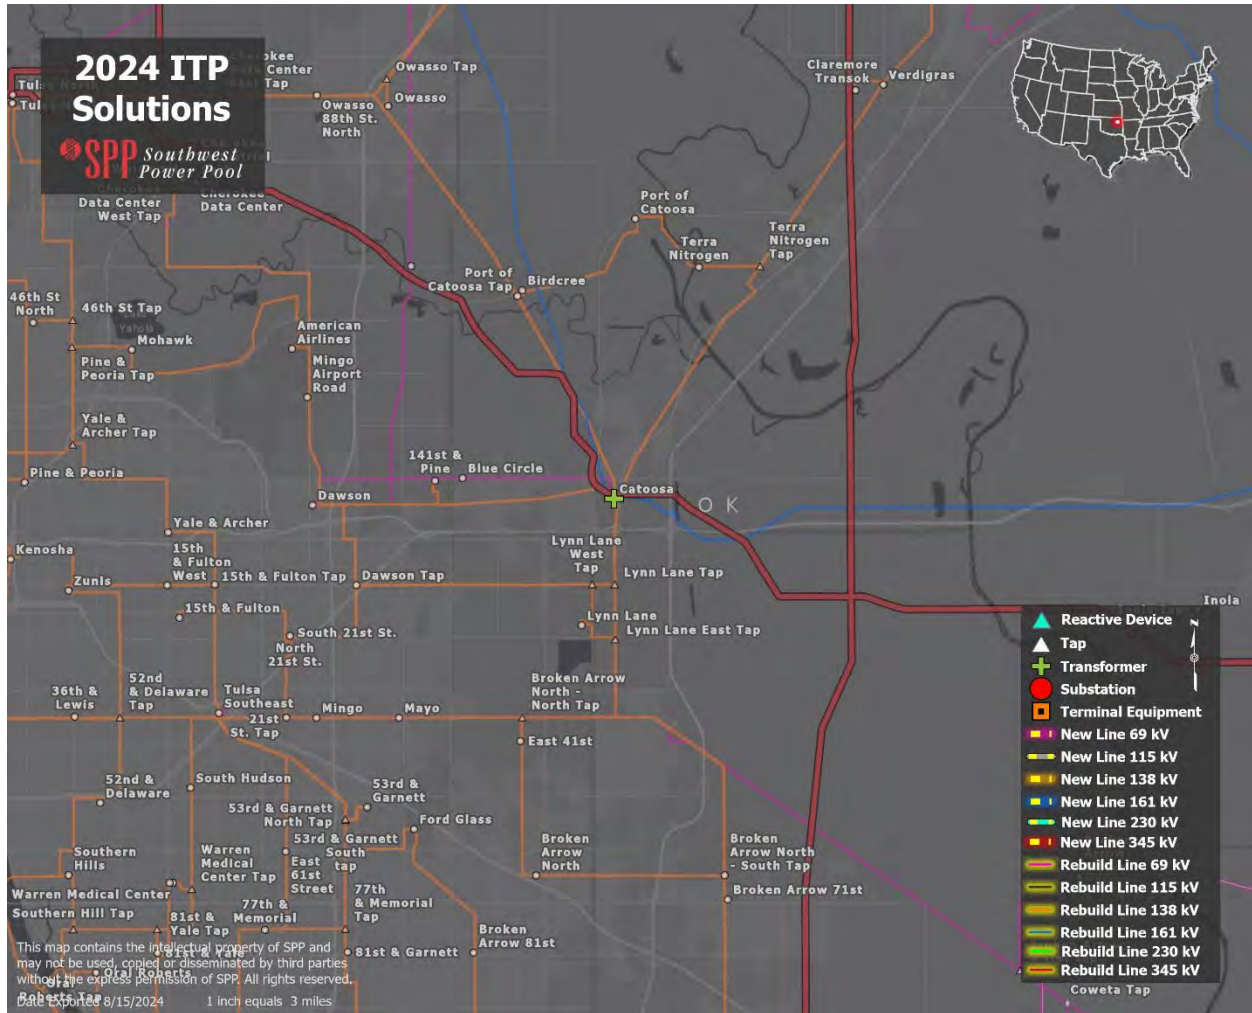 2024 ITP
Solutions
SPP Southwest
Power Pool
Data Center
West Tap
Data Center
Owasso Tap
Owasso
Owasso
88th St.
North
Claremore
Transok
Verdigras
Port of
Catoosa
Terra
Nitrogen
Terra
Nitrogen
Tap
Port of
Catoosa Tap
Birdcree
46th St
North
46th St Tap
Mohawk
Pine &
Peoria Tap
American
Airlines
Mingo
Airport
Road
Yale &
Archer Tap
Pine & Peoria
141st &
Pine
Blue Circle
Dawson
Catoosa
OK
Yale & Archer
Kenosha
15th
& Fulton
West
Zunis
15th & Fulton Tap
Dawson Tap
Lynn Lane
West
Tap
Lynn Lane Tap
15th & Fulton
Lynn Lane
Lynn Lane East Tap
South 21st St.
North
21st St.
Inola
36th &
Lewis
52nd
& Delaware
Tap
Tulsa
Southeast
21st
St. Tap
Mingo
Mayo
Broken Arrow
North -
North Tap
East 41st
52nd &
Delaware
South Hudson
53rd &
Garnett
53rd & Garnett
North Tap
Ford Glass
53rd & Garnett
South
tap
Southern
Hills
Warren
Medical
Center Tap
East
61st
Street
Broken
Arrow
North
Broken
Arrow North
- South Tap
Broken Arrow 71st
Warren Medical Center
Southern Hill Tap
81st &
Yale Tap
77th &
Memorial
77th
& Memorial
Tap
Broken
Arrow 81st
81st & Yale
81st & Garnett
Oral Roberts
Oral
Roberts Tap
Coweta Tap
This map contains the intellectual property of SPP and
may not be used, copied or disseminated by third parties
without the express permission of SPP. All rights reserved.
Date Exported 8/15/2024 1 inch equals 3 miles
Reactive Device
Tap
Transformer
Substation
Terminal Equipment
New Line 69 kV
New Line 115 kV
New Line 138 kV
New Line 161 kV
New Line 230 kV
New Line 345 kV
Rebuild Line 69 kV
Rebuild Line 115 kV
Rebuild Line 138 kV
Rebuild Line 161 kV
Rebuild Line 230 kV
Rebuild Line 345 kV
N